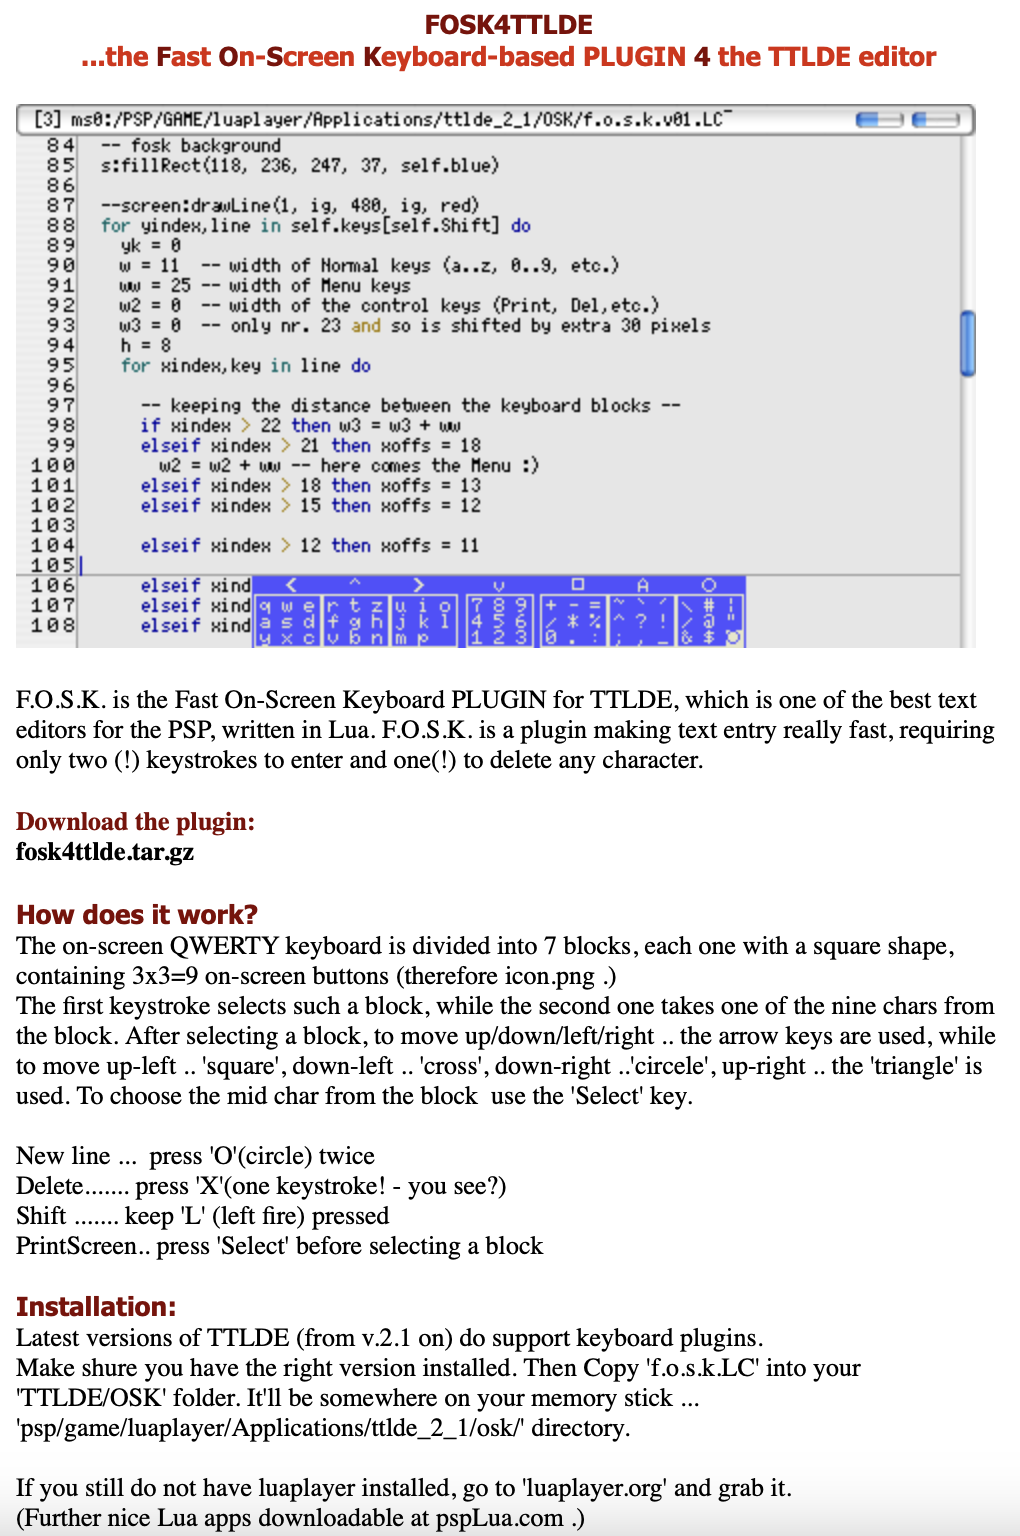 FOSK4TTLDE
...the Fast On-Screen Keyboard-based PLUGIN 4 the TTLDE editor
[3] ms0:/PSP/GAME/luaplayer/Applications/ttlde_2_1/OSK/f.o.s.k.v01.LC~
84 -- fosk background
85 s:fillRect(118, 236, 247, 37, self.blue)
86
87 --screen:drawLine(1, ig, 480, ig, red)
88 for yindex,line in self.keys[self.Shift] do
89 yk = 0
90 w = 11 -- width of Normal keys (a..z, 0..9, etc.)
91 ww = 25 -- width of Menu keys
92 w2 = 0 -- width of the control keys (Print, Del,etc.)
93 w3 = 0 -- only nr. 23 and so is shifted by extra 30 pixels
94 h = 8
95 for xindex,key in line do
96
97 -- keeping the distance between the keyboard blocks --
98 if xindex > 22 then w3 = w3 + ww
99 elseif xindex > 21 then xoffs = 18
100 w2 = w2 + ww -- here comes the Menu :)
101 elseif xindex > 18 then xoffs = 13
102 elseif xindex > 15 then xoffs = 12
103
104 elseif xindex > 12 then xoffs = 11
105
106 elseif xind < ^ > v □ A O
107 elseif xind q w e r t z u i o 7 8 9 + - = ~ ` ´ \ # ¦
108 elseif xind a s d f g h j k l 4 5 6 / * % ^ ? ! / @ "
y x c v b n m p 1 2 3 0 . : ; , _ & $
F.O.S.K. is the Fast On-Screen Keyboard PLUGIN for TTLDE, which is one of the best text
editors for the PSP, written in Lua. F.O.S.K. is a plugin making text entry really fast, requiring
only two (!) keystrokes to enter and one(!) to delete any character.
Download the plugin:
fosk4ttlde.tar.gz
How does it work?
The on-screen QWERTY keyboard is divided into 7 blocks, each one with a square shape,
containing 3x3=9 on-screen buttons (therefore icon.png .)
The first keystroke selects such a block, while the second one takes one of the nine chars from
the block. After selecting a block, to move up/down/left/right .. the arrow keys are used, while
to move up-left .. 'square', down-left .. 'cross', down-right ..'circele', up-right .. the 'triangle' is
used. To choose the mid char from the block use the 'Select' key.
New line ... press 'O'(circle) twice
Delete....... press 'X'(one keystroke! - you see?)
Shift ....... keep 'L' (left fire) pressed
PrintScreen.. press 'Select' before selecting a block
Installation:
Latest versions of TTLDE (from v.2.1 on) do support keyboard plugins.
Make shure you have the right version installed. Then Copy 'f.o.s.k.LC' into your
'TTLDE/OSK' folder. It'll be somewhere on your memory stick ...
'psp/game/luaplayer/Applications/ttlde_2_1/osk/' directory.
If you still do not have luaplayer installed, go to 'luaplayer.org' and grab it.
(Further nice Lua apps downloadable at pspLua.com .)